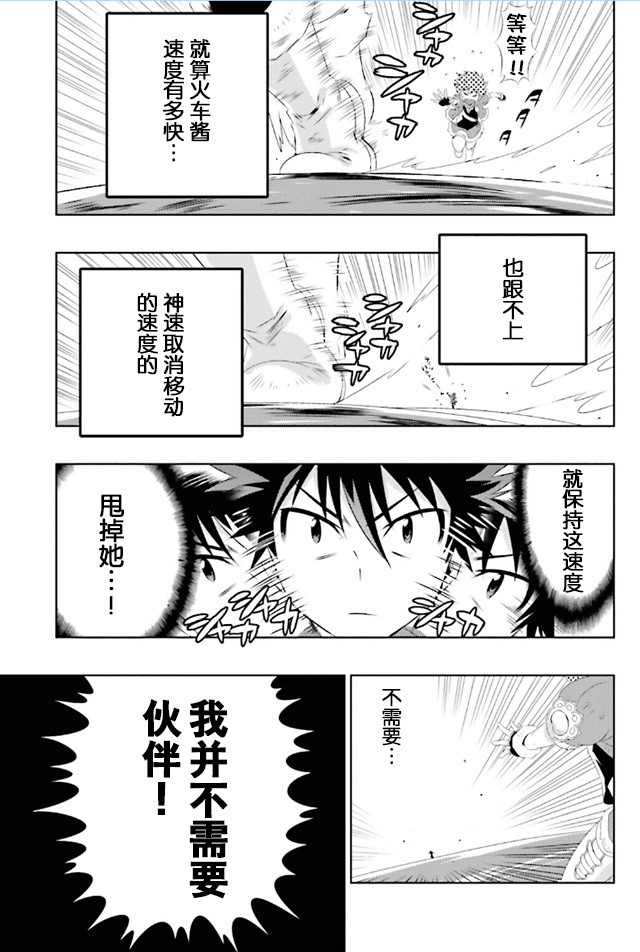 等等!!
シャカ
シャカ
就算火车酱
速度有多快…
也跟不上
シャカ
シャカ
神速取消移动
的速度的
就保持这速度
シャカ
シャカ
甩掉她…!
不需要…
我并不需要
伙伴!